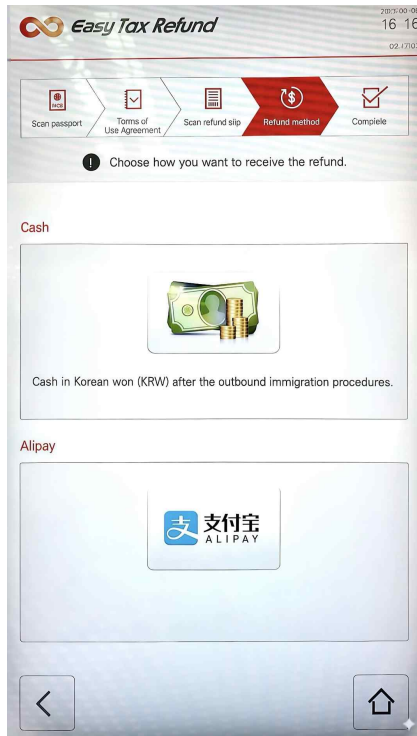 Easy Tax Refund
16 16
Scan passport
Terms of
Use Agreement
Scan refund slip
Refund method
Compiele
! Choose how you want to receive the refund.
Cash
Cash in Korean won (KRW) after the outbound immigration procedures.
Alipay
支付宝
ALIPAY